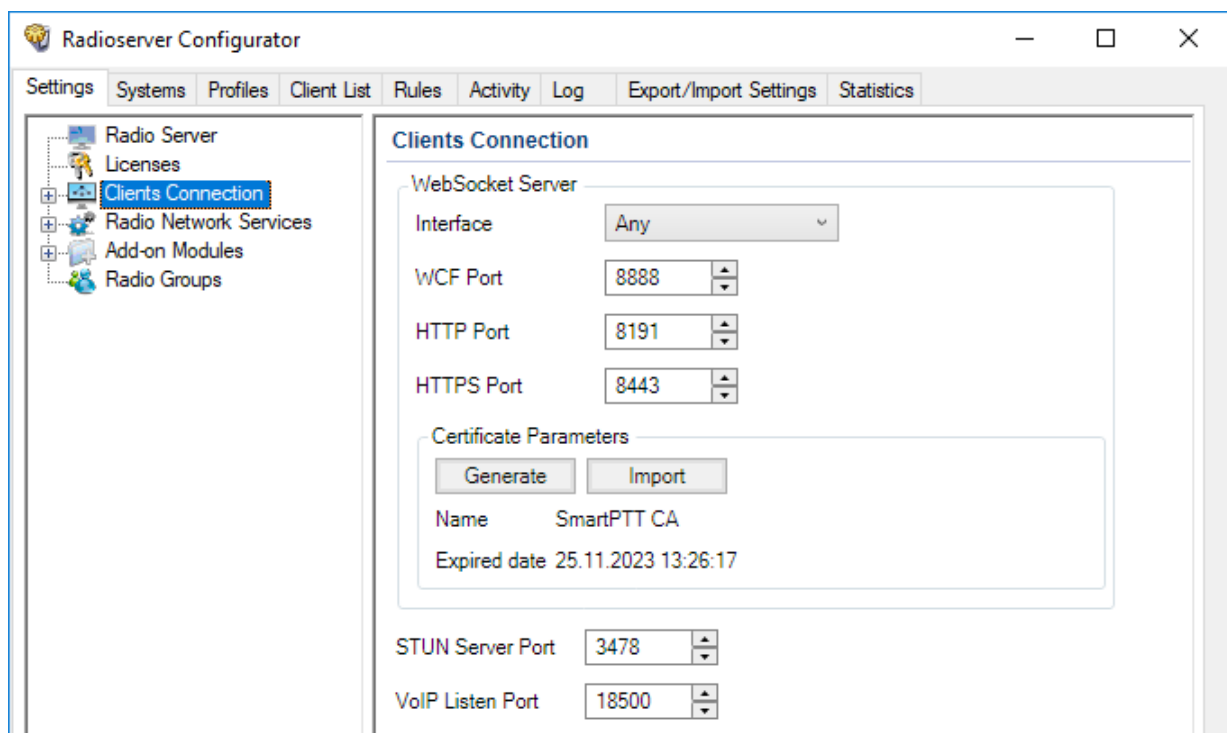 Radioserver Configurator
Settings Systems Profiles Client List Rules Activity Log Export/Import Settings Statistics
Radio Server
Licenses
Clients Connection
Radio Network Services
Add-on Modules
Radio Groups
Clients Connection
WebSocket Server
Interface Any
WCF Port 8888
HTTP Port 8191
HTTPS Port 8443
Certificate Parameters
Generate Import
Name SmartPTT CA
Expired date 25.11.2023 13:26:17
STUN Server Port 3478
VoIP Listen Port 18500